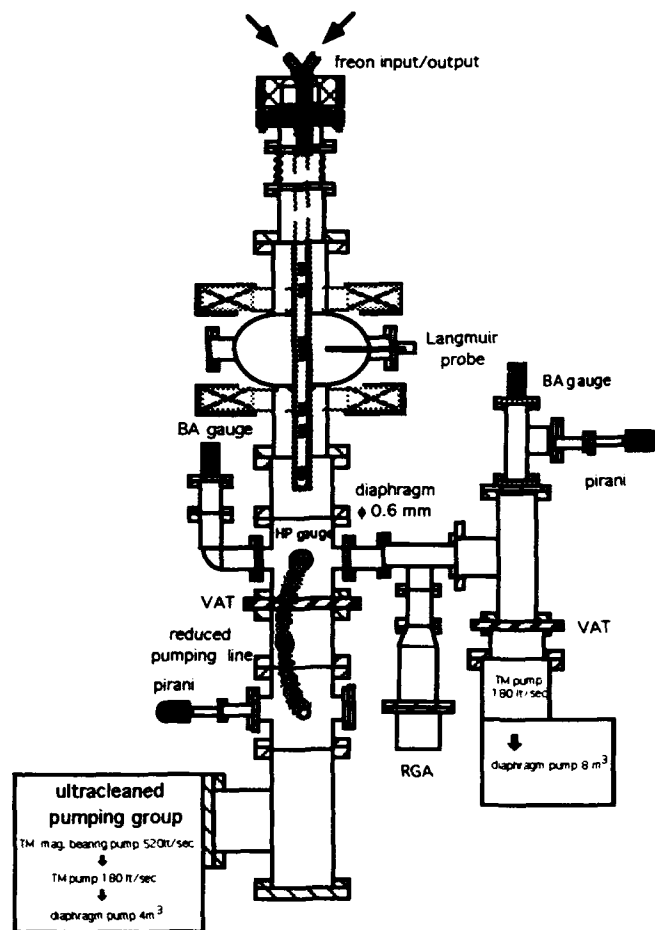 freon input/output
Langmuir
probe
BA gauge
BA gauge
pirani
diaphragm
ϕ 0.6 mm
HP gauge
VAT
reduced
pumping line
pirani
VAT
TM pump
180 lt/sec
diaphragm pump 8 m³
RGA
ultracleaned
pumping group
TM mag. bearing pump 520lt/sec
TM pump 180 lt/sec
diaphragm pump 4m³